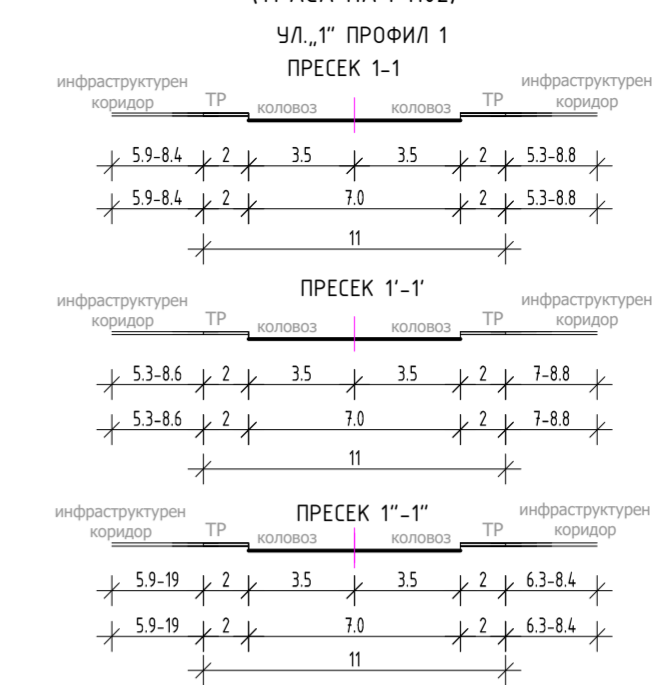 УЛ.„1” ПРОФИЛ 1
ПРЕСЕК 1-1
инфраструктурен коридор ТР коловоз коловоз ТР инфраструктурен коридор
5.9-8.4 2 3.5 3.5 2 5.3-8.8
5.9-8.4 2 7.0 2 5.3-8.8
11
ПРЕСЕК 1'-1'
инфраструктурен коридор ТР коловоз коловоз ТР инфраструктурен коридор
5.3-8.6 2 3.5 3.5 2 7-8.8
5.3-8.6 2 7.0 2 7-8.8
11
ПРЕСЕК 1"-1"
инфраструктурен коридор ТР коловоз коловоз ТР инфраструктурен коридор
5.9-19 2 3.5 3.5 2 6.3-8.4
5.9-19 2 7.0 2 6.3-8.4
11